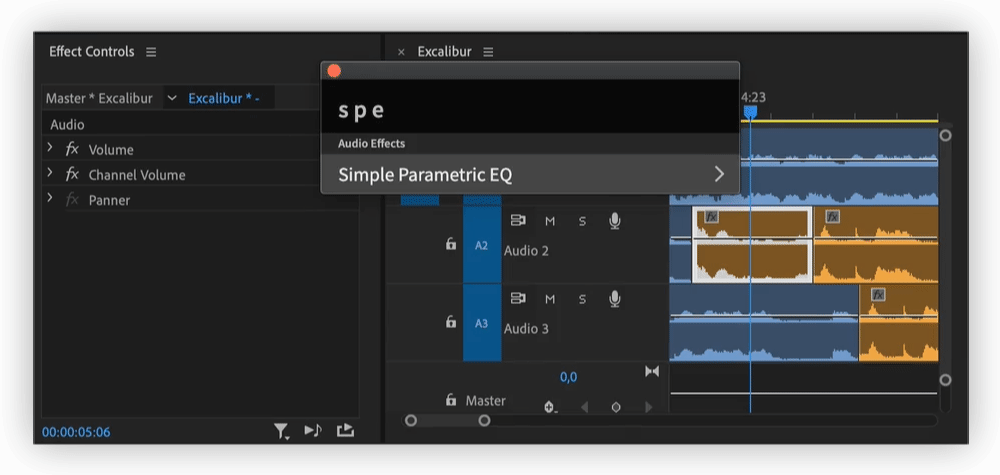 Effect Controls
Excalibur
Master * Excalibur
Excalibur * -
Audio
fx Volume
fx Channel Volume
fx Panner
00:00:05:06
s p e
Audio Effects
Simple Parametric EQ
4:23
fx
fx
A2
M S
Audio 2
fx
A3
M S
Audio 3
0,0
Master